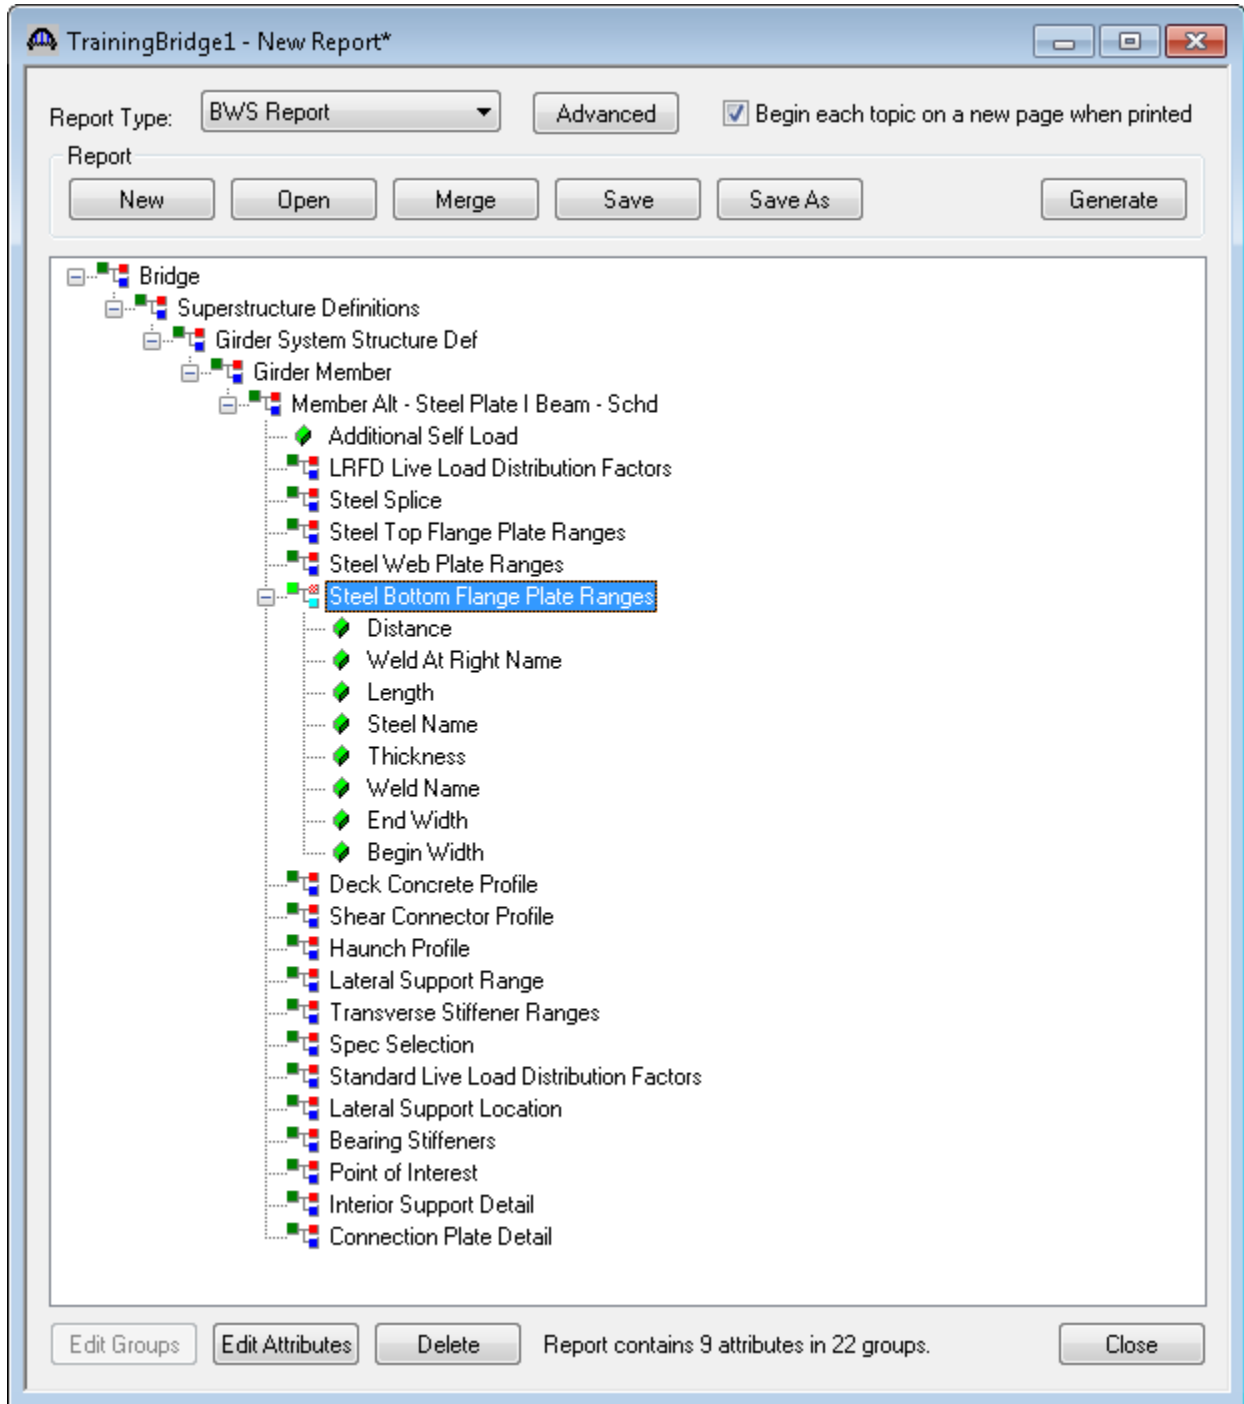 TrainingBridge1 - New Report*
Report Type: BWS Report Advanced Begin each topic on a new page when printed
Report
New Open Merge Save Save As Generate
Bridge
Superstructure Definitions
Girder System Structure Def
Girder Member
Member Alt - Steel Plate I Beam - Schd
Additional Self Load
LRFD Live Load Distribution Factors
Steel Splice
Steel Top Flange Plate Ranges
Steel Web Plate Ranges
Steel Bottom Flange Plate Ranges
Distance
Weld At Right Name
Length
Steel Name
Thickness
Weld Name
End Width
Begin Width
Deck Concrete Profile
Shear Connector Profile
Haunch Profile
Lateral Support Range
Transverse Stiffener Ranges
Spec Selection
Standard Live Load Distribution Factors
Lateral Support Location
Bearing Stiffeners
Point of Interest
Interior Support Detail
Connection Plate Detail
Edit Groups Edit Attributes Delete Report contains 9 attributes in 22 groups. Close